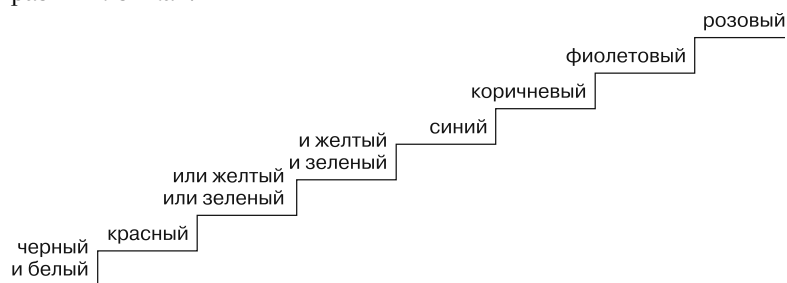 розовый
фиолетовый
коричневый
синий
и желтый
и зеленый
или желтый
или зеленый
красный
черный
и белый